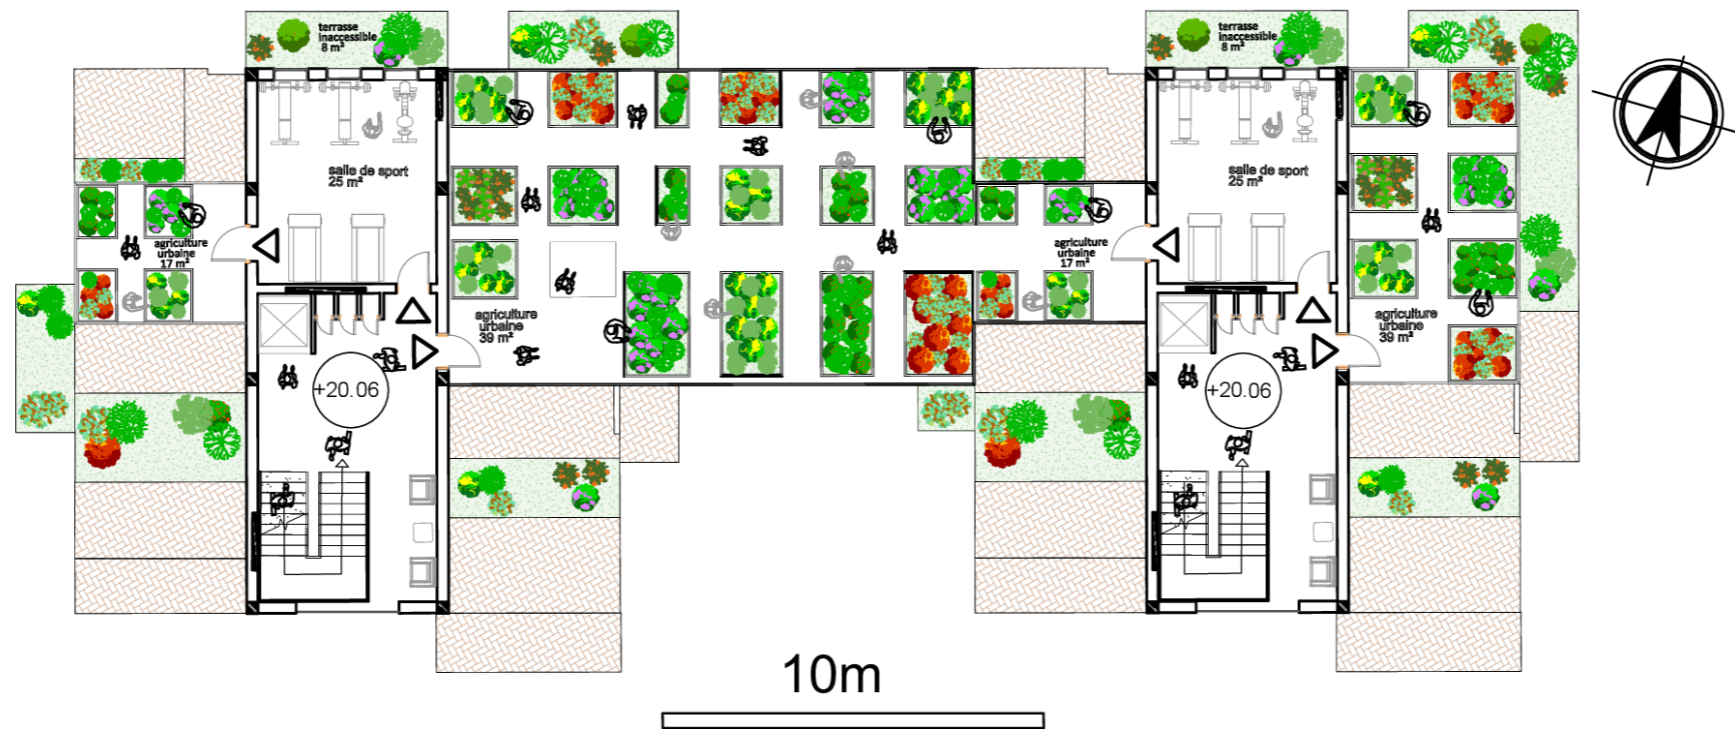 terrasse
inaccessible
8 m²
terrasse
inaccessible
8 m²
salle de sport
25 m²
salle de sport
25 m²
agriculture
urbaine
17 m²
agriculture
urbaine
17 m²
agriculture
urbaine
39 m²
agriculture
urbaine
39 m²
+20.06
+20.06
10m